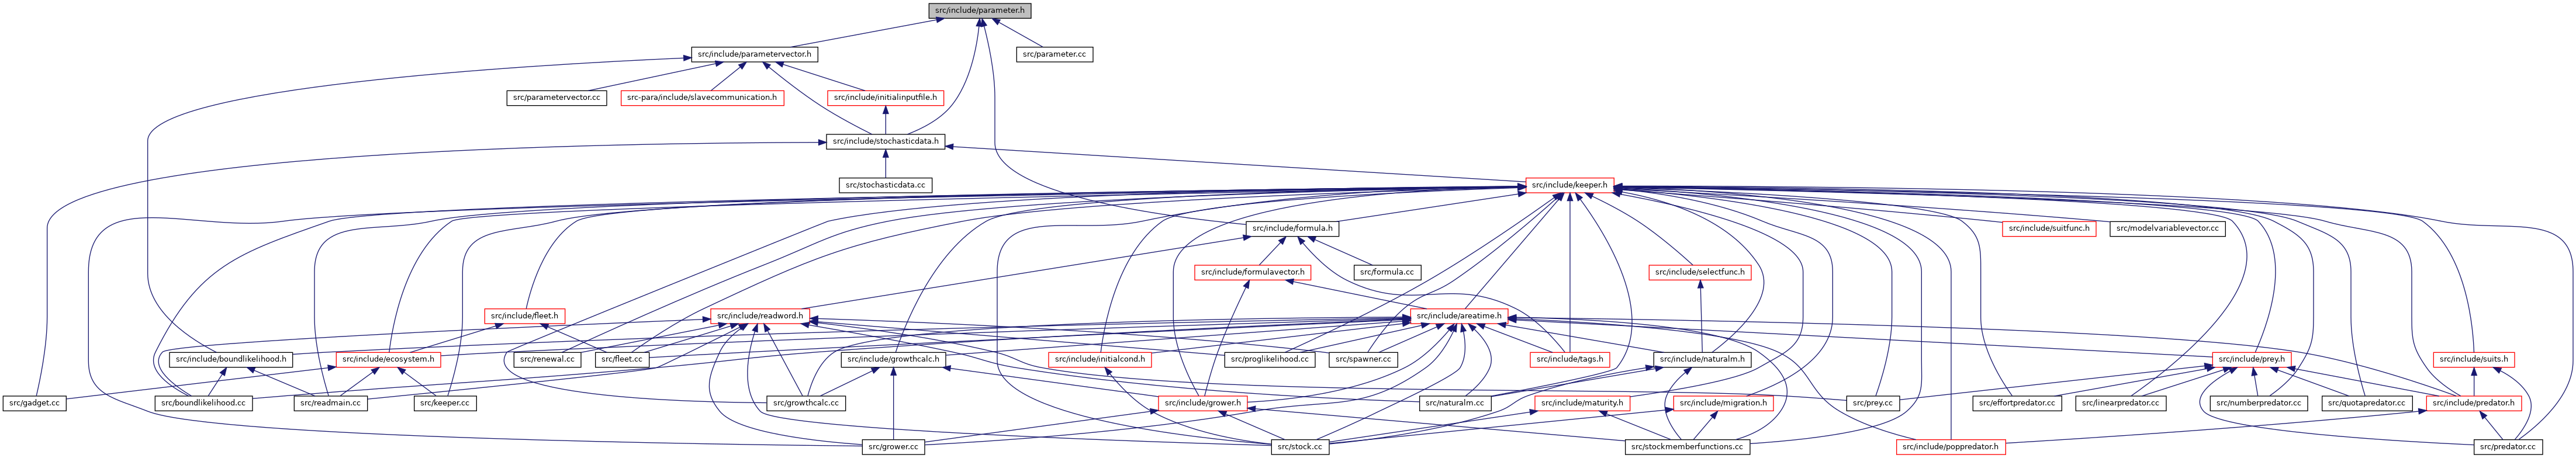 src/include/parameter.h
src/include/parametervector.h
src/parameter.cc
src/parametervector.cc
src-para/include/slavecommunication.h
src/include/initialinputfile.h
src/include/stochasticdata.h
src/stochasticdata.cc
src/include/keeper.h
src/include/formula.h
src/include/suitfunc.h
src/modelvariablevector.cc
src/include/formulavector.h
src/formula.cc
src/include/selectfunc.h
src/include/fleet.h
src/include/readword.h
src/include/areatime.h
src/include/boundlikelihood.h
src/include/ecosystem.h
src/renewal.cc
src/fleet.cc
src/include/growthcalc.h
src/include/initialcond.h
src/proglikelihood.cc
src/spawner.cc
src/include/tags.h
src/include/naturalm.h
src/include/prey.h
src/include/suits.h
src/gadget.cc
src/boundlikelihood.cc
src/readmain.cc
src/keeper.cc
src/growthcalc.cc
src/include/grower.h
src/naturalm.cc
src/include/maturity.h
src/include/migration.h
src/prey.cc
src/effortpredator.cc
src/linearpredator.cc
src/numberpredator.cc
src/quotapredator.cc
src/include/predator.h
src/grower.cc
src/stock.cc
src/stockmemberfunctions.cc
src/include/poppredator.h
src/predator.cc